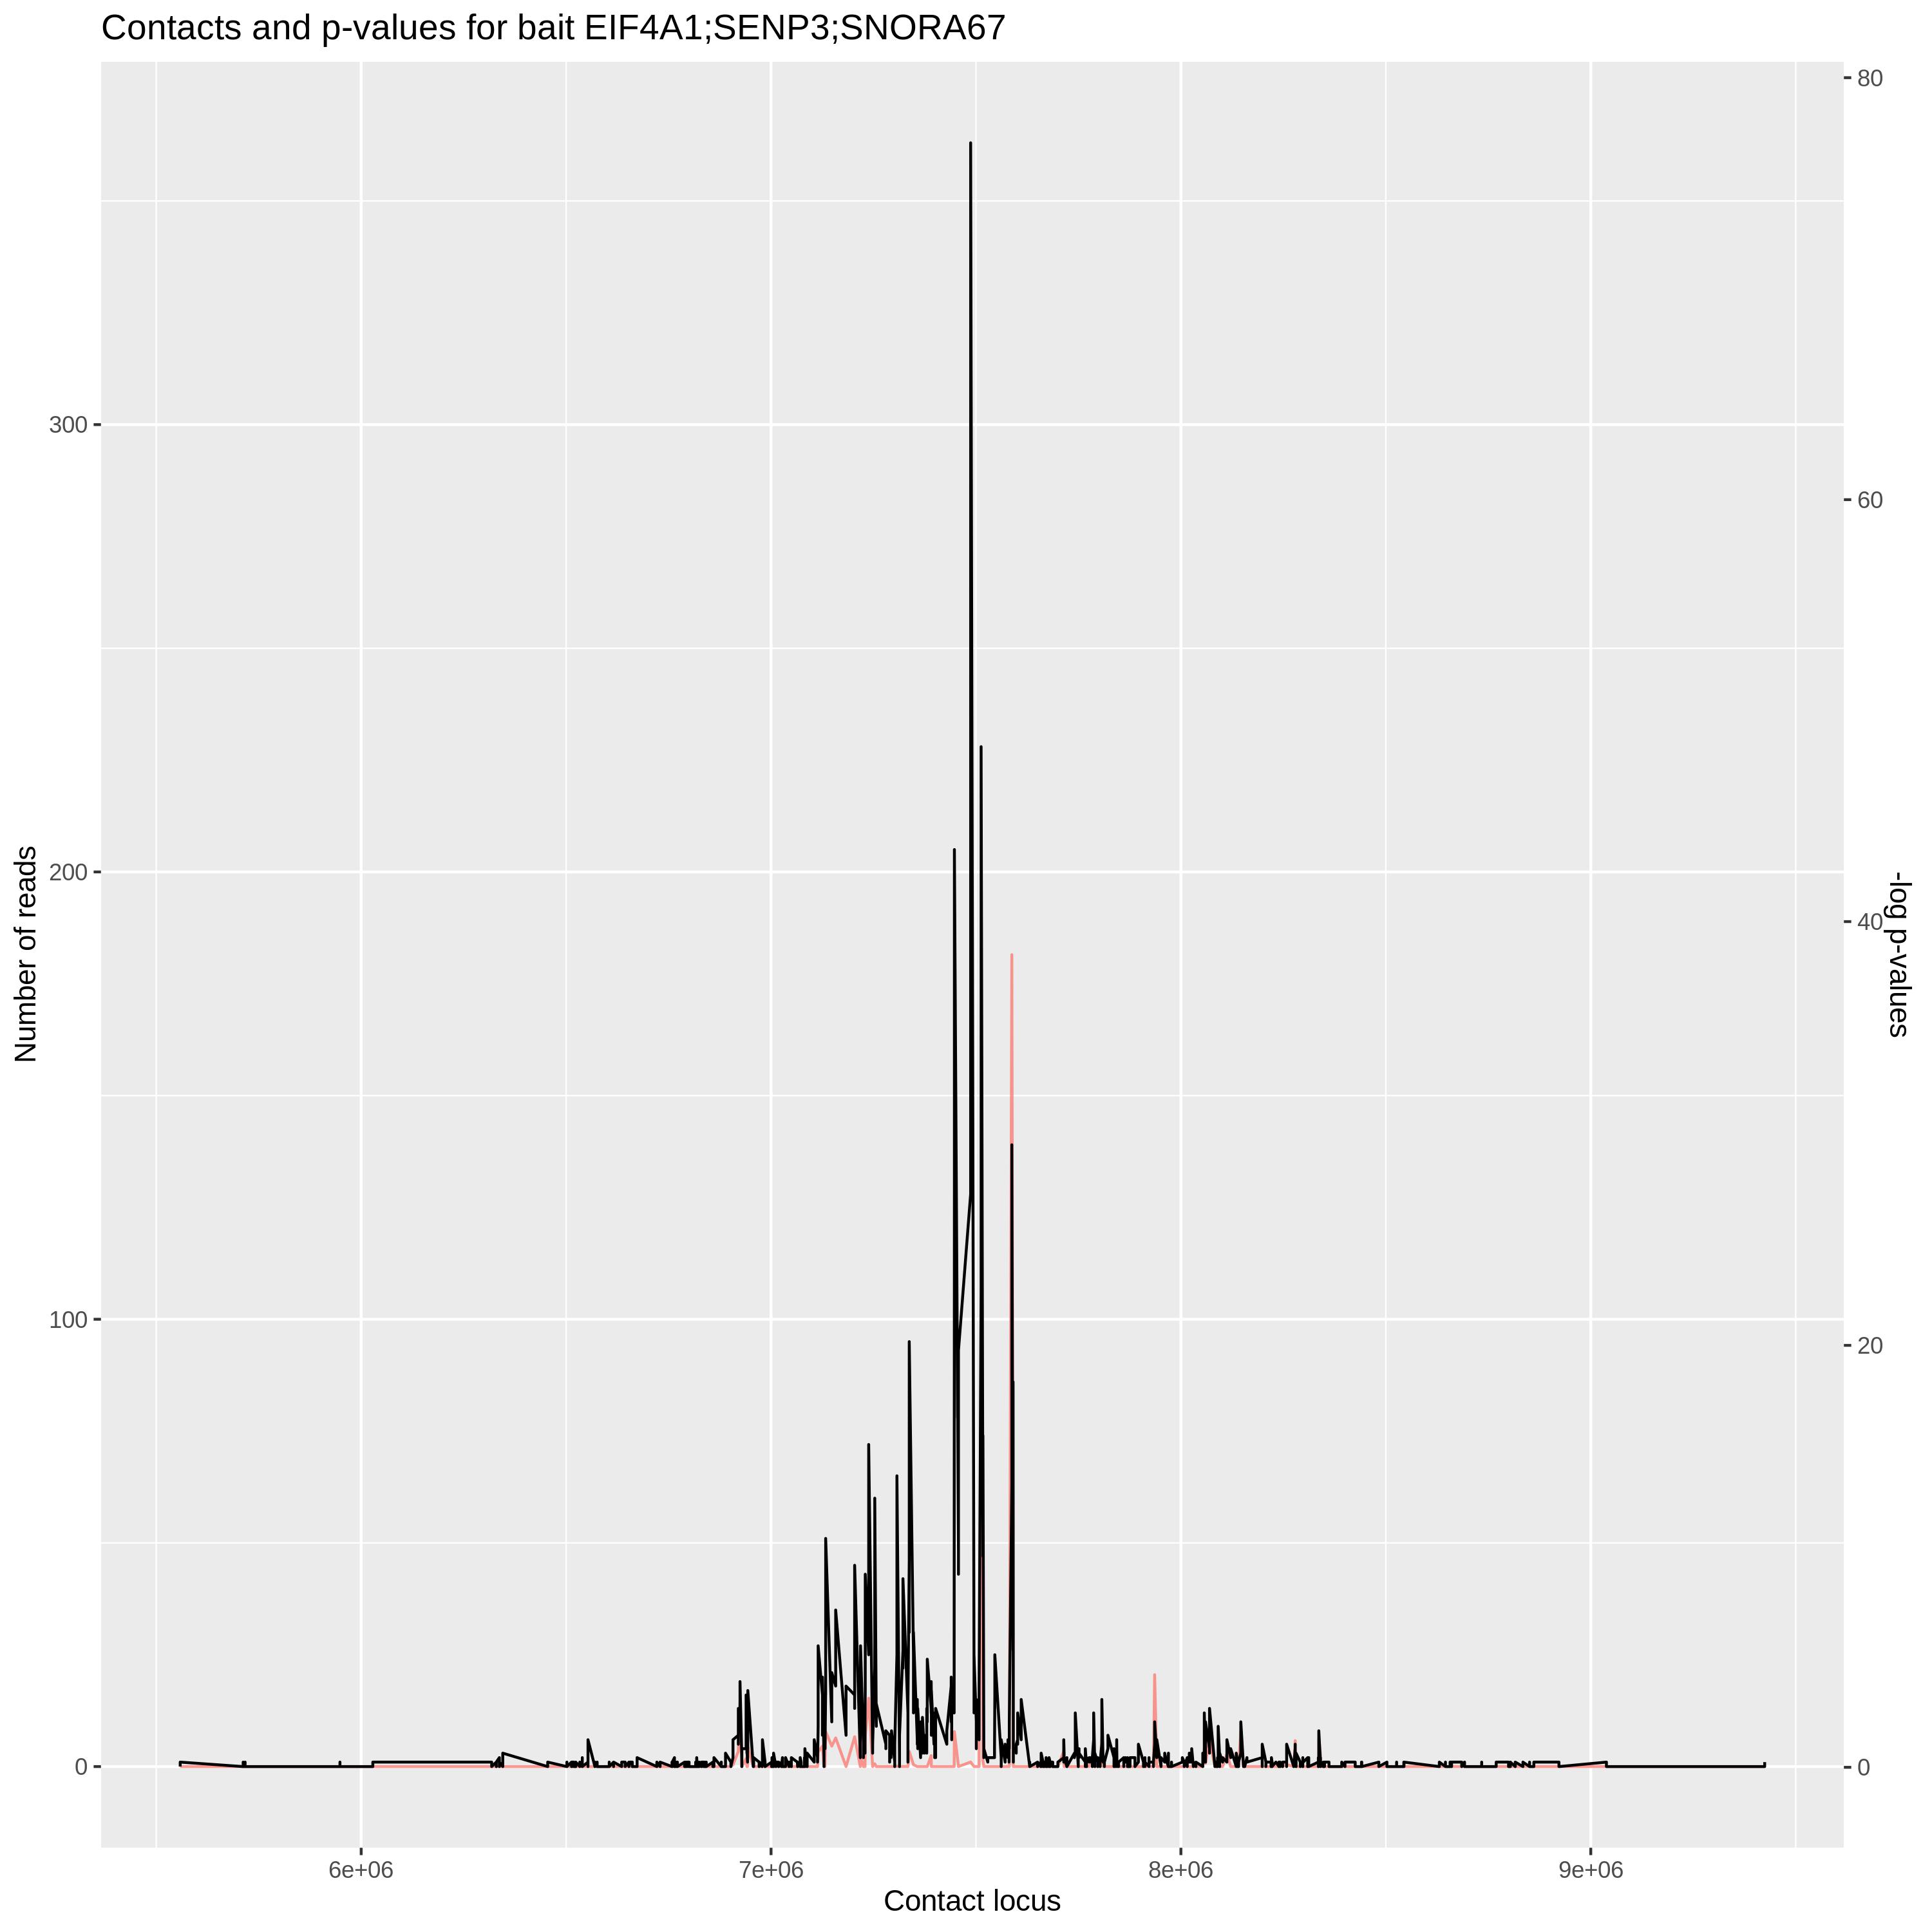 Contacts and p-values for bait EIF4A1;SENP3;SNORA67
Number of reads
300
200
100
0
80
60
40
20
0
-log p-values
6e+06
7e+06
8e+06
9e+06
Contact locus